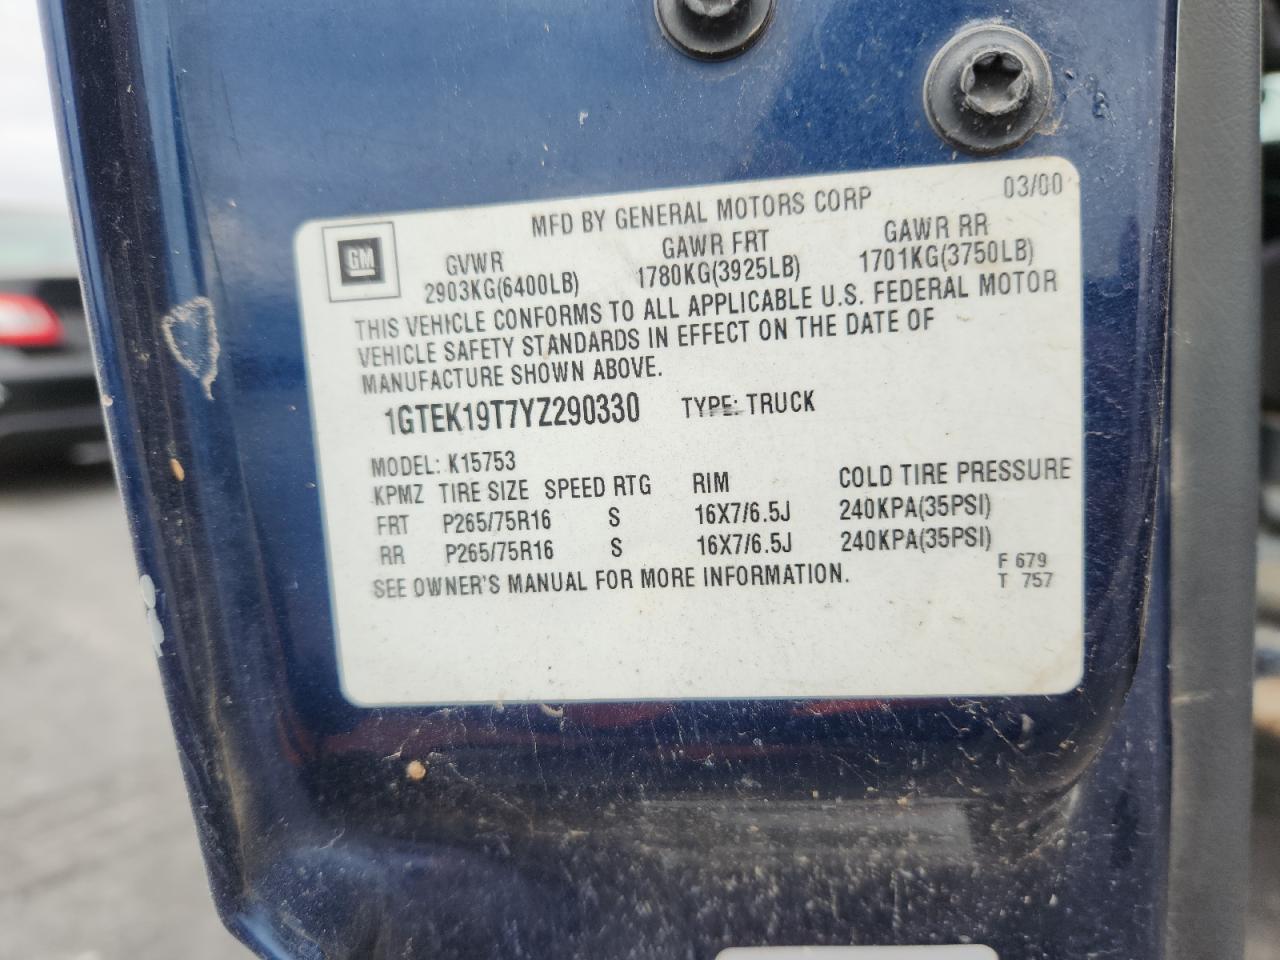 MFD BY GENERAL MOTORS CORP 03/00
GM
GVWR GAWR FRT GAWR RR
2903KG(6400LB) 1780KG(3925LB) 1701KG(3750LB)
THIS VEHICLE CONFORMS TO ALL APPLICABLE U.S. FEDERAL MOTOR
VEHICLE SAFETY STANDARDS IN EFFECT ON THE DATE OF
MANUFACTURE SHOWN ABOVE.
1GTEK19T7YZ290330 TYPE: TRUCK
MODEL: K15753
KPMZ TIRE SIZE SPEED RTG RIM COLD TIRE PRESSURE
FRT P265/75R16 S 16X7/6.5J 240KPA(35PSI)
RR P265/75R16 S 16X7/6.5J 240KPA(35PSI)
SEE OWNER'S MANUAL FOR MORE INFORMATION.
F 679
T 757